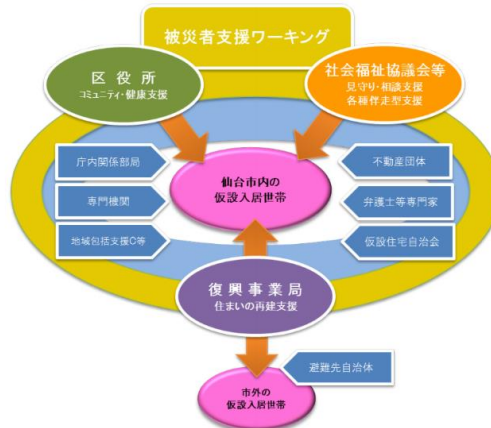 被災者支援ワーキング
区役所
コミュニティ・健康支援
社会福祉協議会等
見守り・相談支援
各種伴走型支援
庁内関係部局
不動産団体
仙台市内の
仮設入居世帯
専門機関
弁護士等専門家
地域包括支援C等
仮設住宅自治会
復興事業局
住まいの再建支援
避難先自治体
市外の
仮設入居世帯